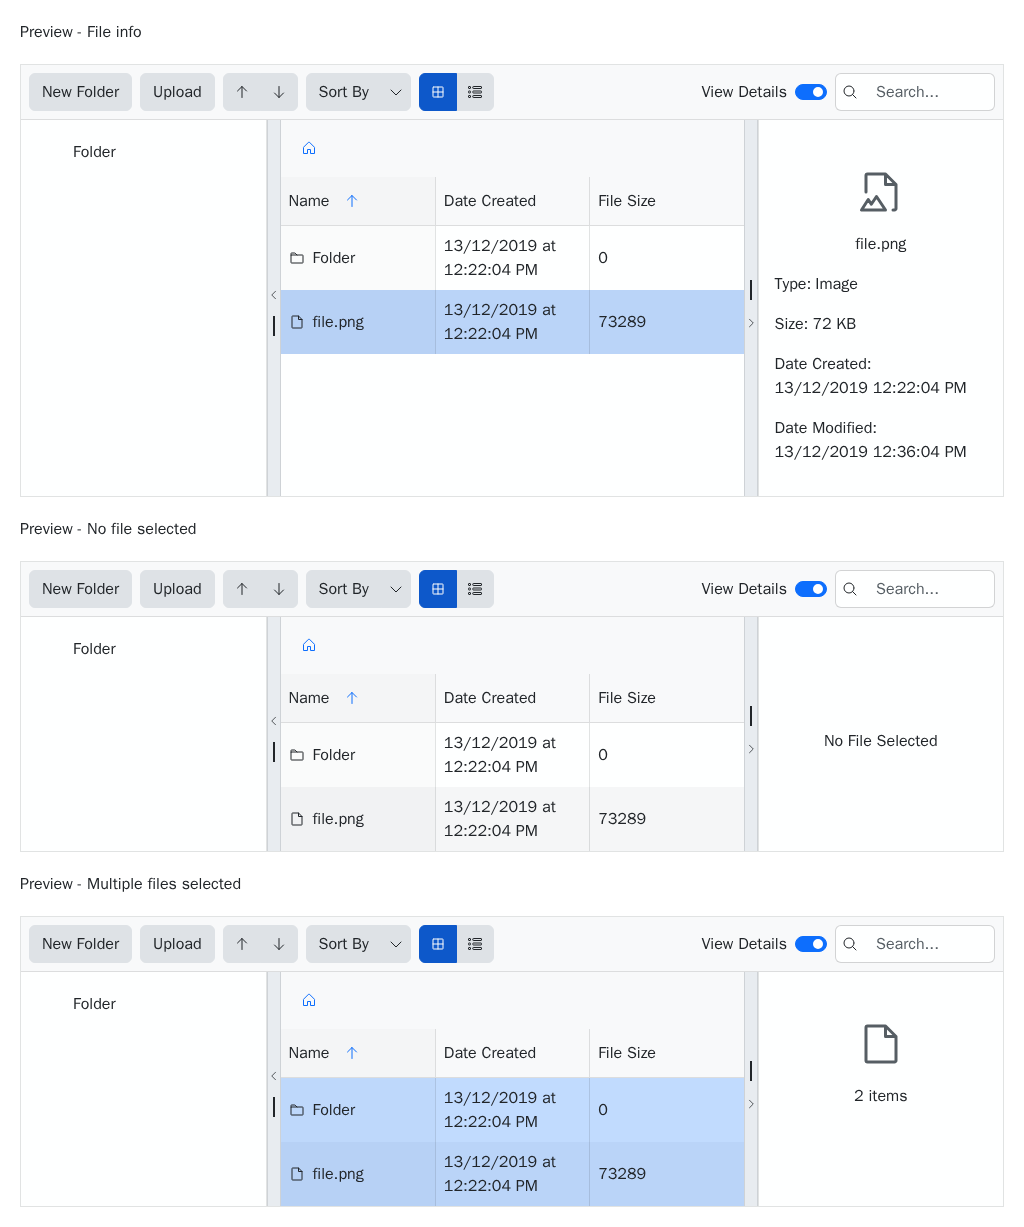 Preview - File info
New Folder Upload Sort By View Details Search...
Folder
Name Date Created File Size
Folder 13/12/2019 at 12:22:04 PM 0
file.png 13/12/2019 at 12:22:04 PM 73289
file.png
Type: Image
Size: 72 KB
Date Created:
13/12/2019 12:22:04 PM
Date Modified:
13/12/2019 12:36:04 PM
Preview - No file selected
New Folder Upload Sort By View Details Search...
Folder
Name Date Created File Size
Folder 13/12/2019 at 12:22:04 PM 0
file.png 13/12/2019 at 12:22:04 PM 73289
No File Selected
Preview - Multiple files selected
New Folder Upload Sort By View Details Search...
Folder
Name Date Created File Size
Folder 13/12/2019 at 12:22:04 PM 0
file.png 13/12/2019 at 12:22:04 PM 73289
2 items